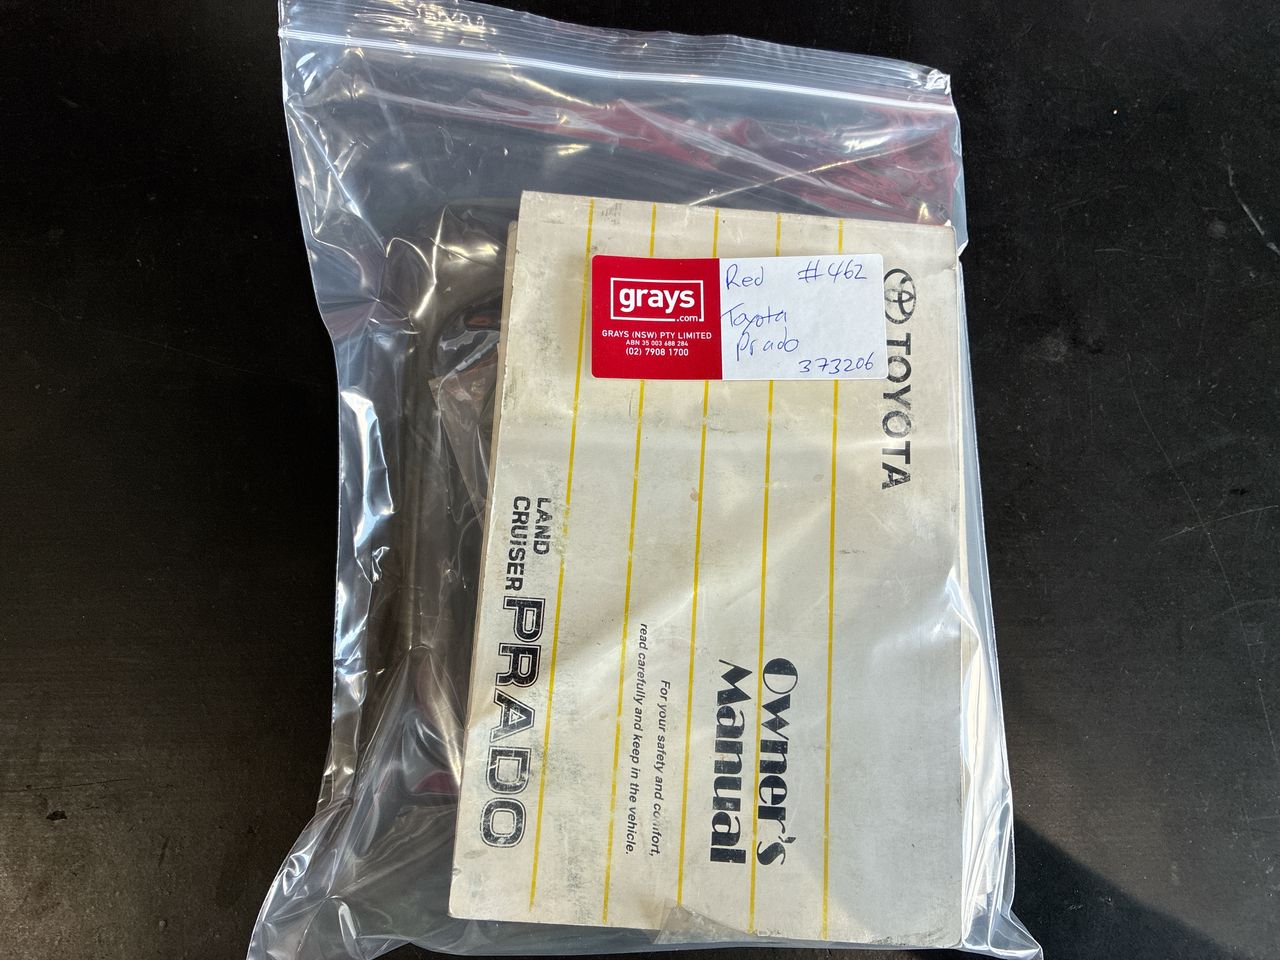 grays
.com
GRAYS (NSW) PTY LIMITED
ABN 35 003 688 284
(02) 7908 1700
Red #462
Toyota
Prado
373206
TOYOTA
Owner's
Manual
For your safety and comfort,
read carefully and keep in the vehicle.
LAND
CRUISER PRADO